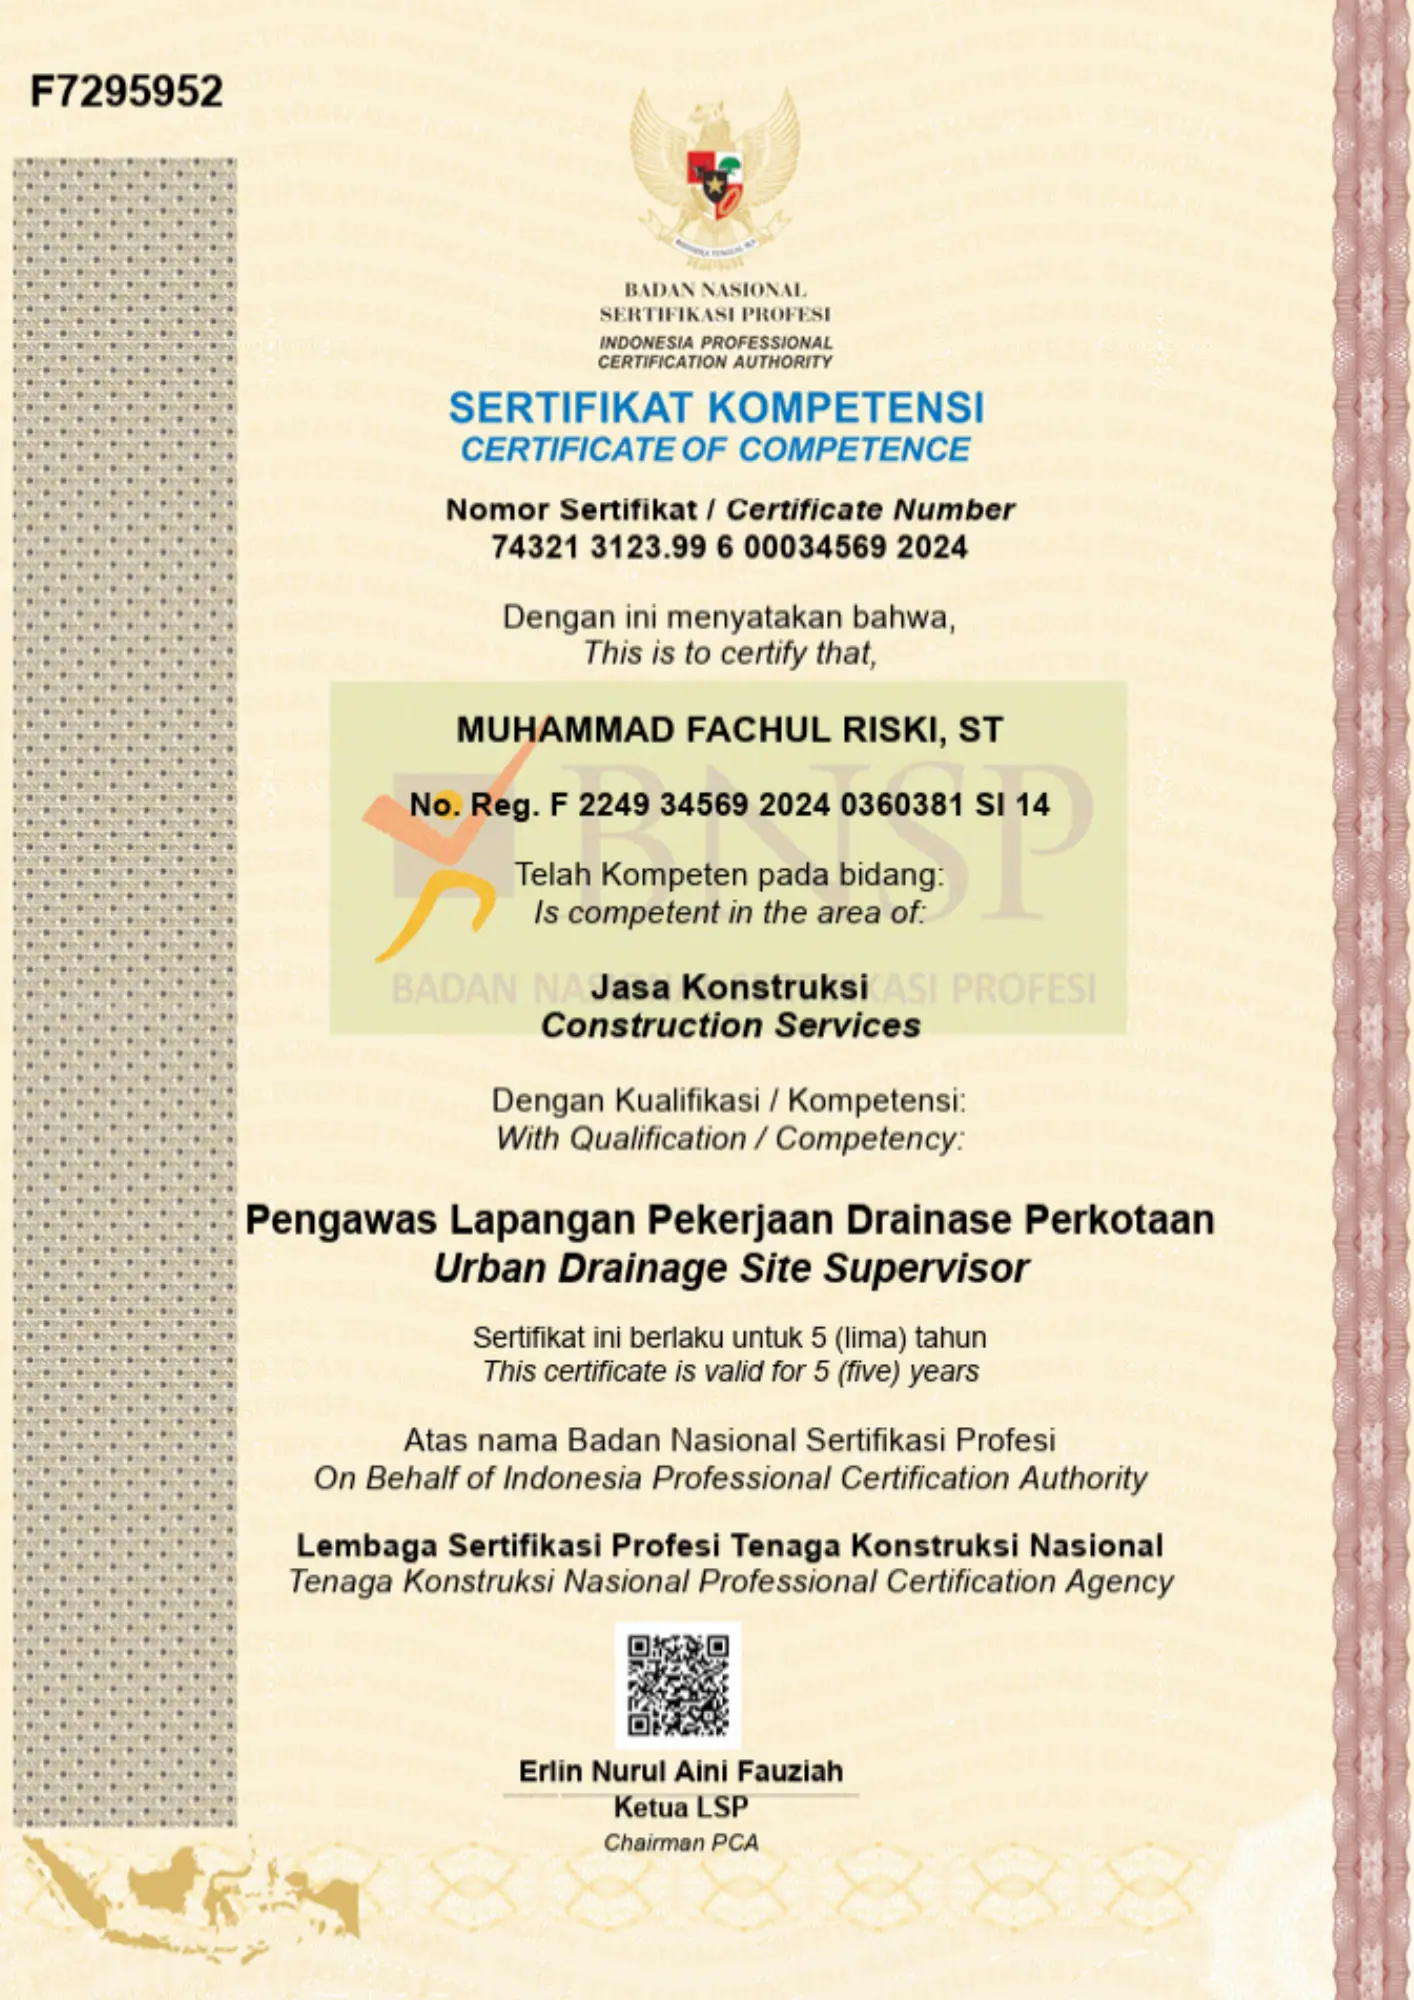 F7295952
BADAN NASIONAL
SERTIFIKASI PROFESI
INDONESIA PROFESSIONAL
CERTIFICATION AUTHORITY
SERTIFIKAT KOMPETENSI
CERTIFICATE OF COMPETENCE
Nomor Sertifikat / Certificate Number
74321 3123.99 6 00034569 2024
Dengan ini menyatakan bahwa,
This is to certify that,
MUHAMMAD FACHUL RISKI, ST
BNSP
No. Reg. F 2249 34569 2024 0360381 SI 14
Telah Kompeten pada bidang:
Is competent in the area of:
BADAN NASIONAL SERTIFIKASI PROFESI
Jasa Konstruksi
Construction Services
Dengan Kualifikasi / Kompetensi:
With Qualification / Competency:
Pengawas Lapangan Pekerjaan Drainase Perkotaan
Urban Drainage Site Supervisor
Sertifikat ini berlaku untuk 5 (lima) tahun
This certificate is valid for 5 (five) years
Atas nama Badan Nasional Sertifikasi Profesi
On Behalf of Indonesia Professional Certification Authority
Lembaga Sertifikasi Profesi Tenaga Konstruksi Nasional
Tenaga Konstruksi Nasional Professional Certification Agency
Erlin Nurul Aini Fauziah
Ketua LSP
Chairman PCA